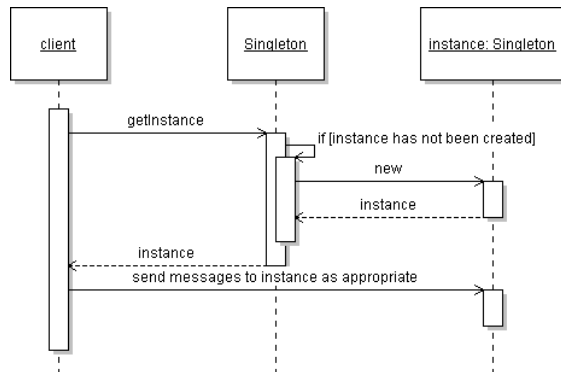 client
Singleton
instance: Singleton
getInstance
if [instance has not been created]
new
instance
instance
send messages to instance as appropriate